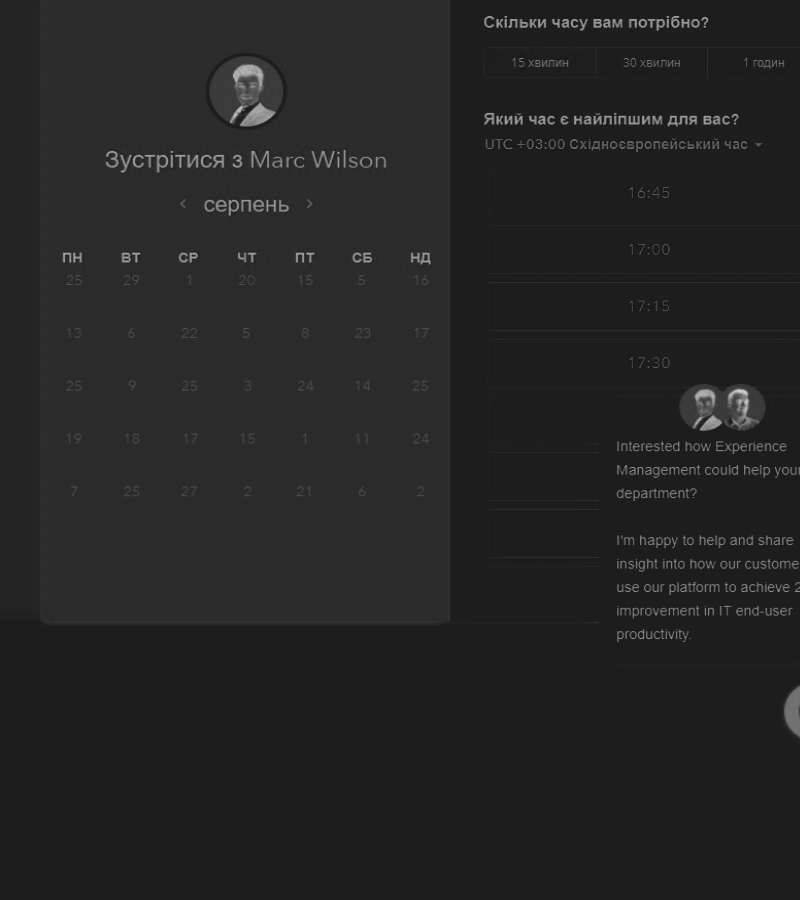 Зустрітися з Marc Wilson
серпень
ПН ВТ СР ЧТ ПТ СБ НД
25 29 1 20 15 5 16
13 6 22 5 8 23 17
25 9 25 3 24 14 25
19 18 17 15 1 11 24
7 25 27 2 21 6 2
Скільки часу вам потрібно?
15 хвилин 30 хвилин 1 годин
Який час є найліпшим для вас?
UTC +03:00 Східноєвропейський час
16:45
17:00
17:15
17:30
Interested how Experience
Management could help your
department?
I'm happy to help and share
insight into how our custome
use our platform to achieve 2
improvement in IT end-user
productivity.